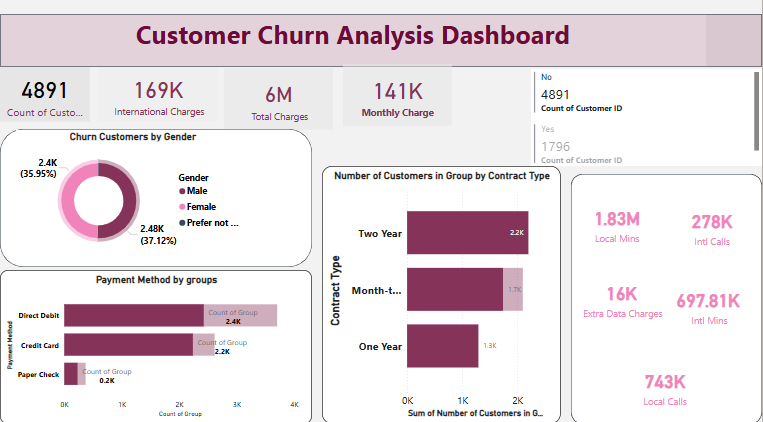 Customer Churn Analysis Dashboard
4891
Count of Custo...
169K
International Charges
6M
Total Charges
141K
Monthly Charge
No
4891
Count of Customer ID
Yes
1796
Count of Customer ID
Churn Customers by Gender
2.4K
(35.95%)
2.48K
(37.12%)
Gender
Male
Female
Prefer not ...
Payment Method by groups
Payment Method
Direct Debit
Count of Group
2.4K
Credit Card
Count of Group
2.2K
Paper Check
Count of Group
0.2K
0K 1K 2K 3K 4K
Count of Group
Number of Customers in Group by Contract Type
Contract Type
Two Year
2.2K
Month-t...
1.7K
One Year
1.3K
0K 1K 2K
Sum of Number of Customers in G...
1.83M
Local Mins
278K
Intl Calls
16K
Extra Data Charges
697.81K
Intl Mins
743K
Local Calls